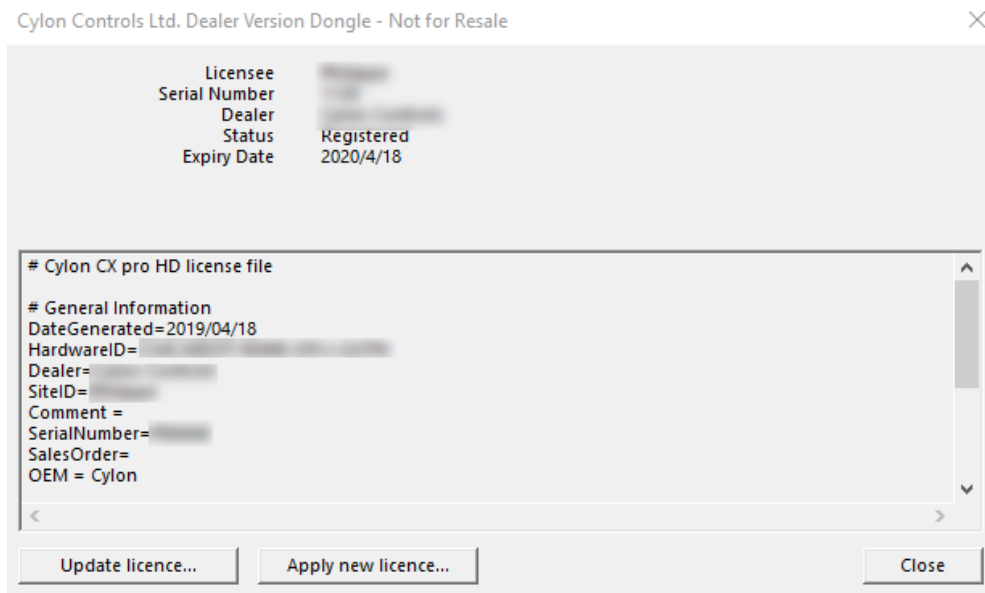 Cylon Controls Ltd. Dealer Version Dongle - Not for Resale
Licensee
Serial Number
Dealer
Status Registered
Expiry Date 2020/4/18
# Cylon CX pro HD license file
# General Information
DateGenerated=2019/04/18
HardwareID=
Dealer=
SiteID=
Comment =
SerialNumber=
SalesOrder=
OEM = Cylon
Update licence... Apply new licence... Close